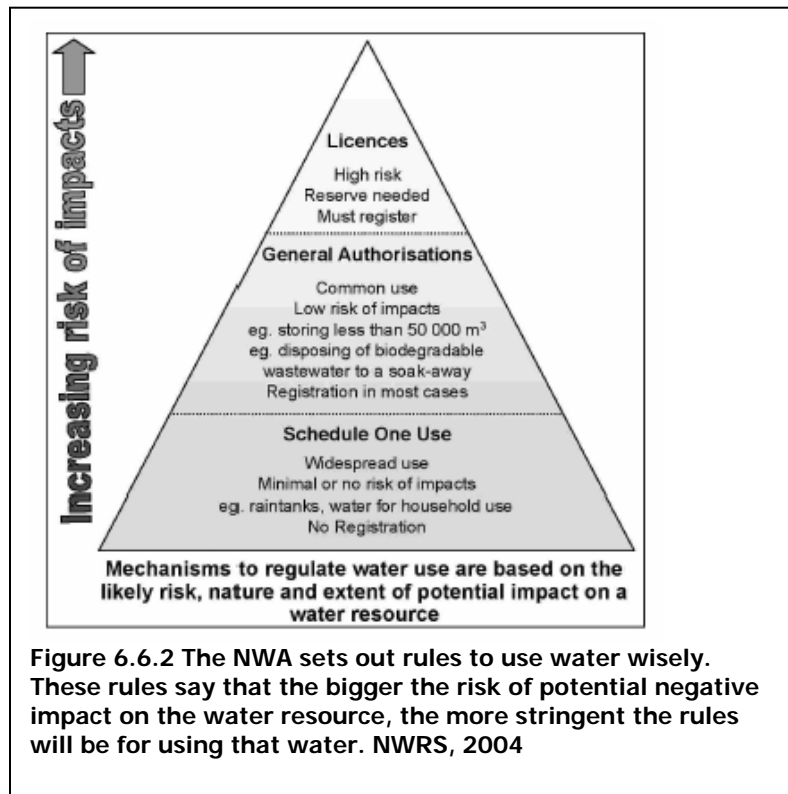 Increasing risk of impacts
Licences
High risk
Reserve needed
Must register
General Authorisations
Common use
Low risk of impacts
eg. storing less than 50 000 m³
eg. disposing of biodegradable
wastewater to a soak-away
Registration in most cases
Schedule One Use
Widespread use
Minimal or no risk of impacts
eg. raintanks, water for household use
No Registration
Mechanisms to regulate water use are based on the
likely risk, nature and extent of potential impact on a
water resource
Figure 6.6.2 The NWA sets out rules to use water wisely.
These rules say that the bigger the risk of potential negative
impact on the water resource, the more stringent the rules
will be for using that water. NWRS, 2004